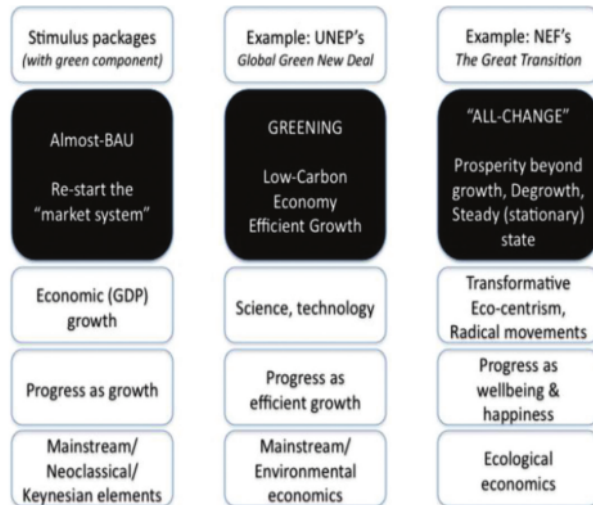 Stimulus packages
(with green component)
Almost-BAU
Re-start the
“market system”
Economic (GDP)
growth
Progress as growth
Mainstream/
Neoclassical/
Keynesian elements
Example: UNEP's
Global Green New Deal
GREENING
Low-Carbon
Economy
Efficient Growth
Science, technology
Progress as
efficient growth
Mainstream/
Environmental
economics
Example: NEF's
The Great Transition
“ALL-CHANGE”
Prosperity beyond
growth, Degrowth,
Steady (stationary)
state
Transformative
Eco-centrism,
Radical movements
Progress as
wellbeing &
happiness
Ecological
economics